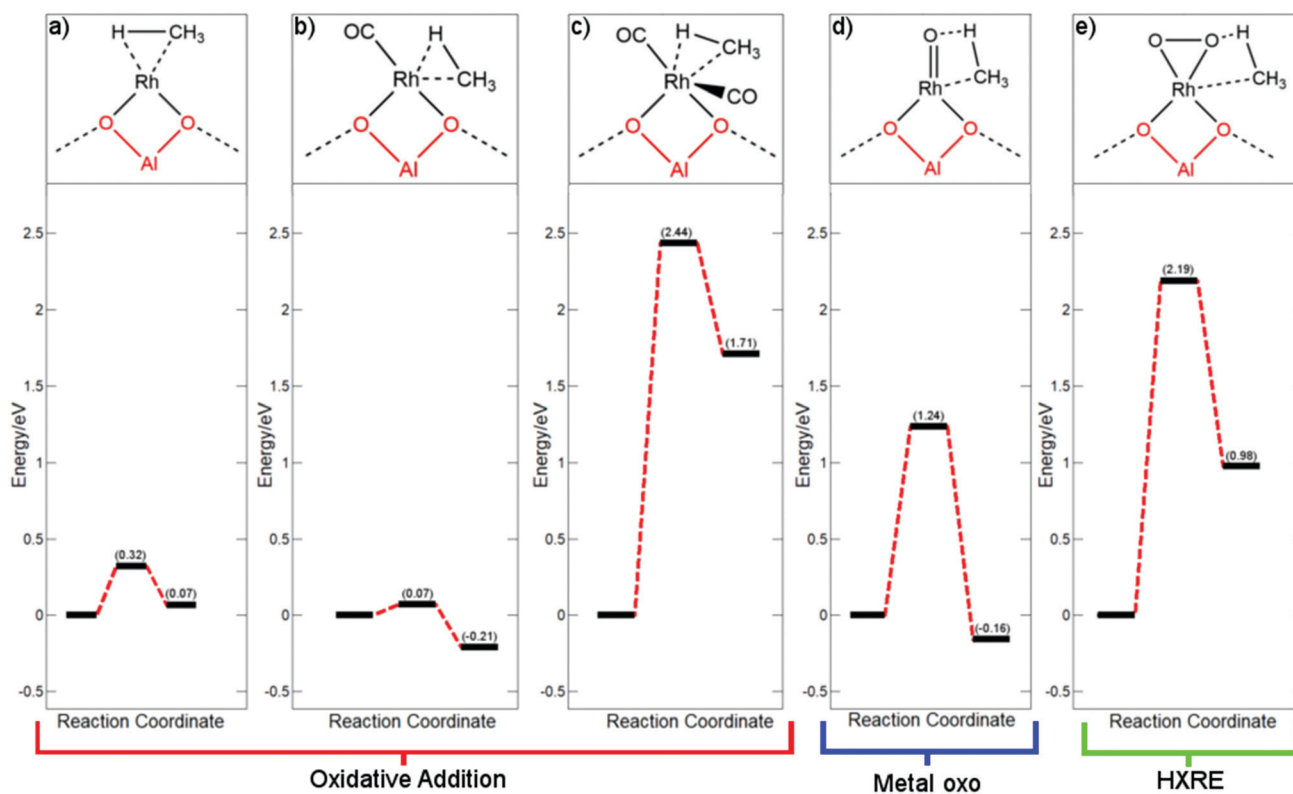 a)
H
CH3
Rh
O
O
Al
b)
OC
H
Rh
CH3
O
O
Al
c)
OC
H
CH3
Rh
CO
O
O
Al
d)
O
H
CH3
Rh
O
O
Al
e)
O
O
H
CH3
Rh
O
O
Al
Energy/eV
2.5
2
1.5
1
0.5
0
-0.5
(0.32)
(0.07)
Reaction Coordinate
Energy/eV
2.5
2
1.5
1
0.5
0
-0.5
(0.07)
(-0.21)
Reaction Coordinate
Energy/eV
2.5
2
1.5
1
0.5
0
-0.5
(2.44)
(1.71)
Reaction Coordinate
Energy/eV
2.5
2
1.5
1
0.5
0
-0.5
(1.24)
(-0.16)
Reaction Coordinate
Energy/eV
2.5
2
1.5
1
0.5
0
-0.5
(2.19)
(0.98)
Reaction Coordinate
Oxidative Addition
Metal oxo
HXRE